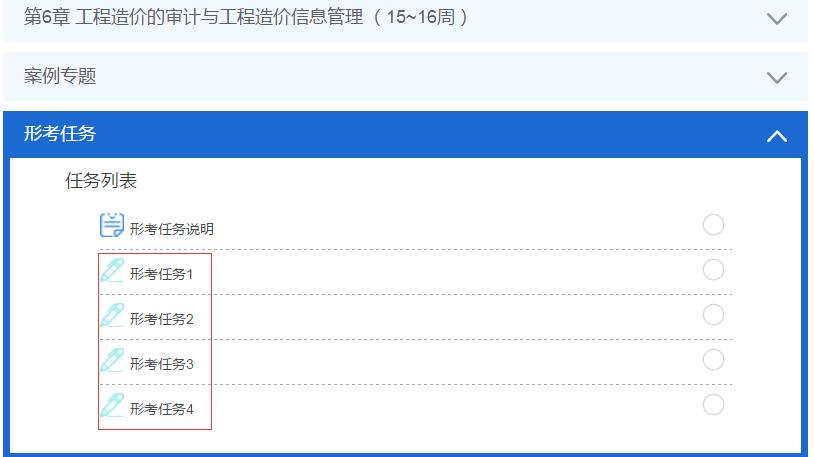 第6章 工程造价的审计与工程造价信息管理 （ 15~16周 ）
案例专题
形考任务
任务列表
形考任务说明
形考任务1
形考任务2
形考任务3
形考任务4